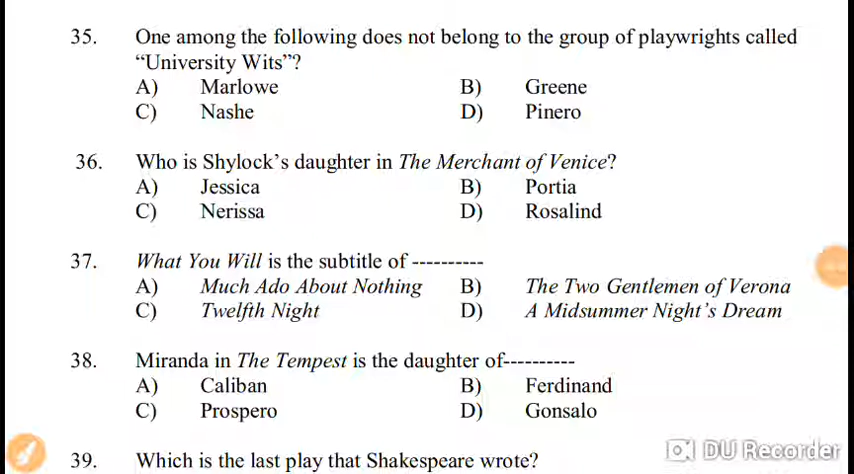 35. One among the following does not belong to the group of playwrights called
“University Wits”?
A) Marlowe B) Greene
C) Nashe D) Pinero
36. Who is Shylock’s daughter in The Merchant of Venice?
A) Jessica B) Portia
C) Nerissa D) Rosalind
37. What You Will is the subtitle of ----------
A) Much Ado About Nothing B) The Two Gentlemen of Verona
C) Twelfth Night D) A Midsummer Night’s Dream
38. Miranda in The Tempest is the daughter of----------
A) Caliban B) Ferdinand
C) Prospero D) Gonsalo
39. Which is the last play that Shakespeare wrote?
DU Recorder